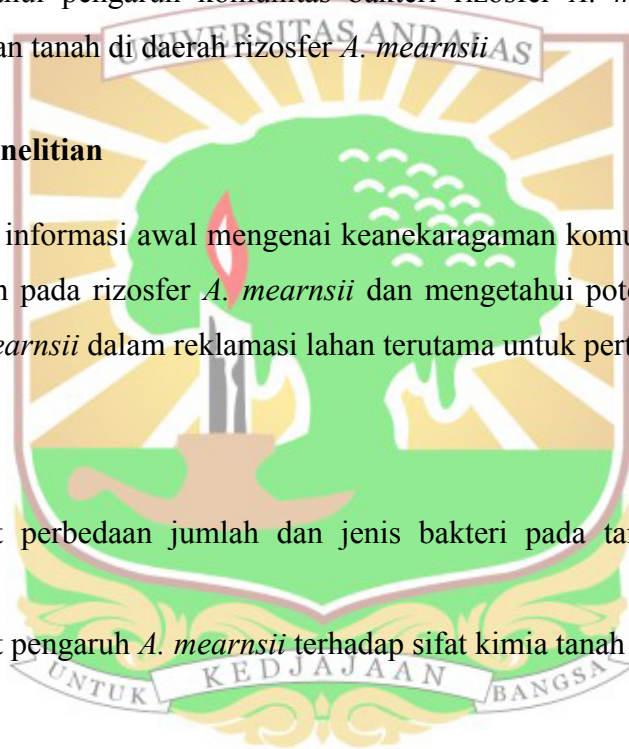 pengaruh komunitas bakteri rizosfer A.
an tanah di daerah rizosfer A. mearnsii
UNIVERSITAS ANDALAS
nelitian
informasi awal mengenai keanekaragaman komu
n pada rizosfer A. mearnsii dan mengetahui pot
earnsii dalam reklamasi lahan terutama untuk pert
t perbedaan jumlah dan jenis bakteri pada ta
t pengaruh A. mearnsii terhadap sifat kimia tanah
UNTUK KEDJAJAAN BANGSA